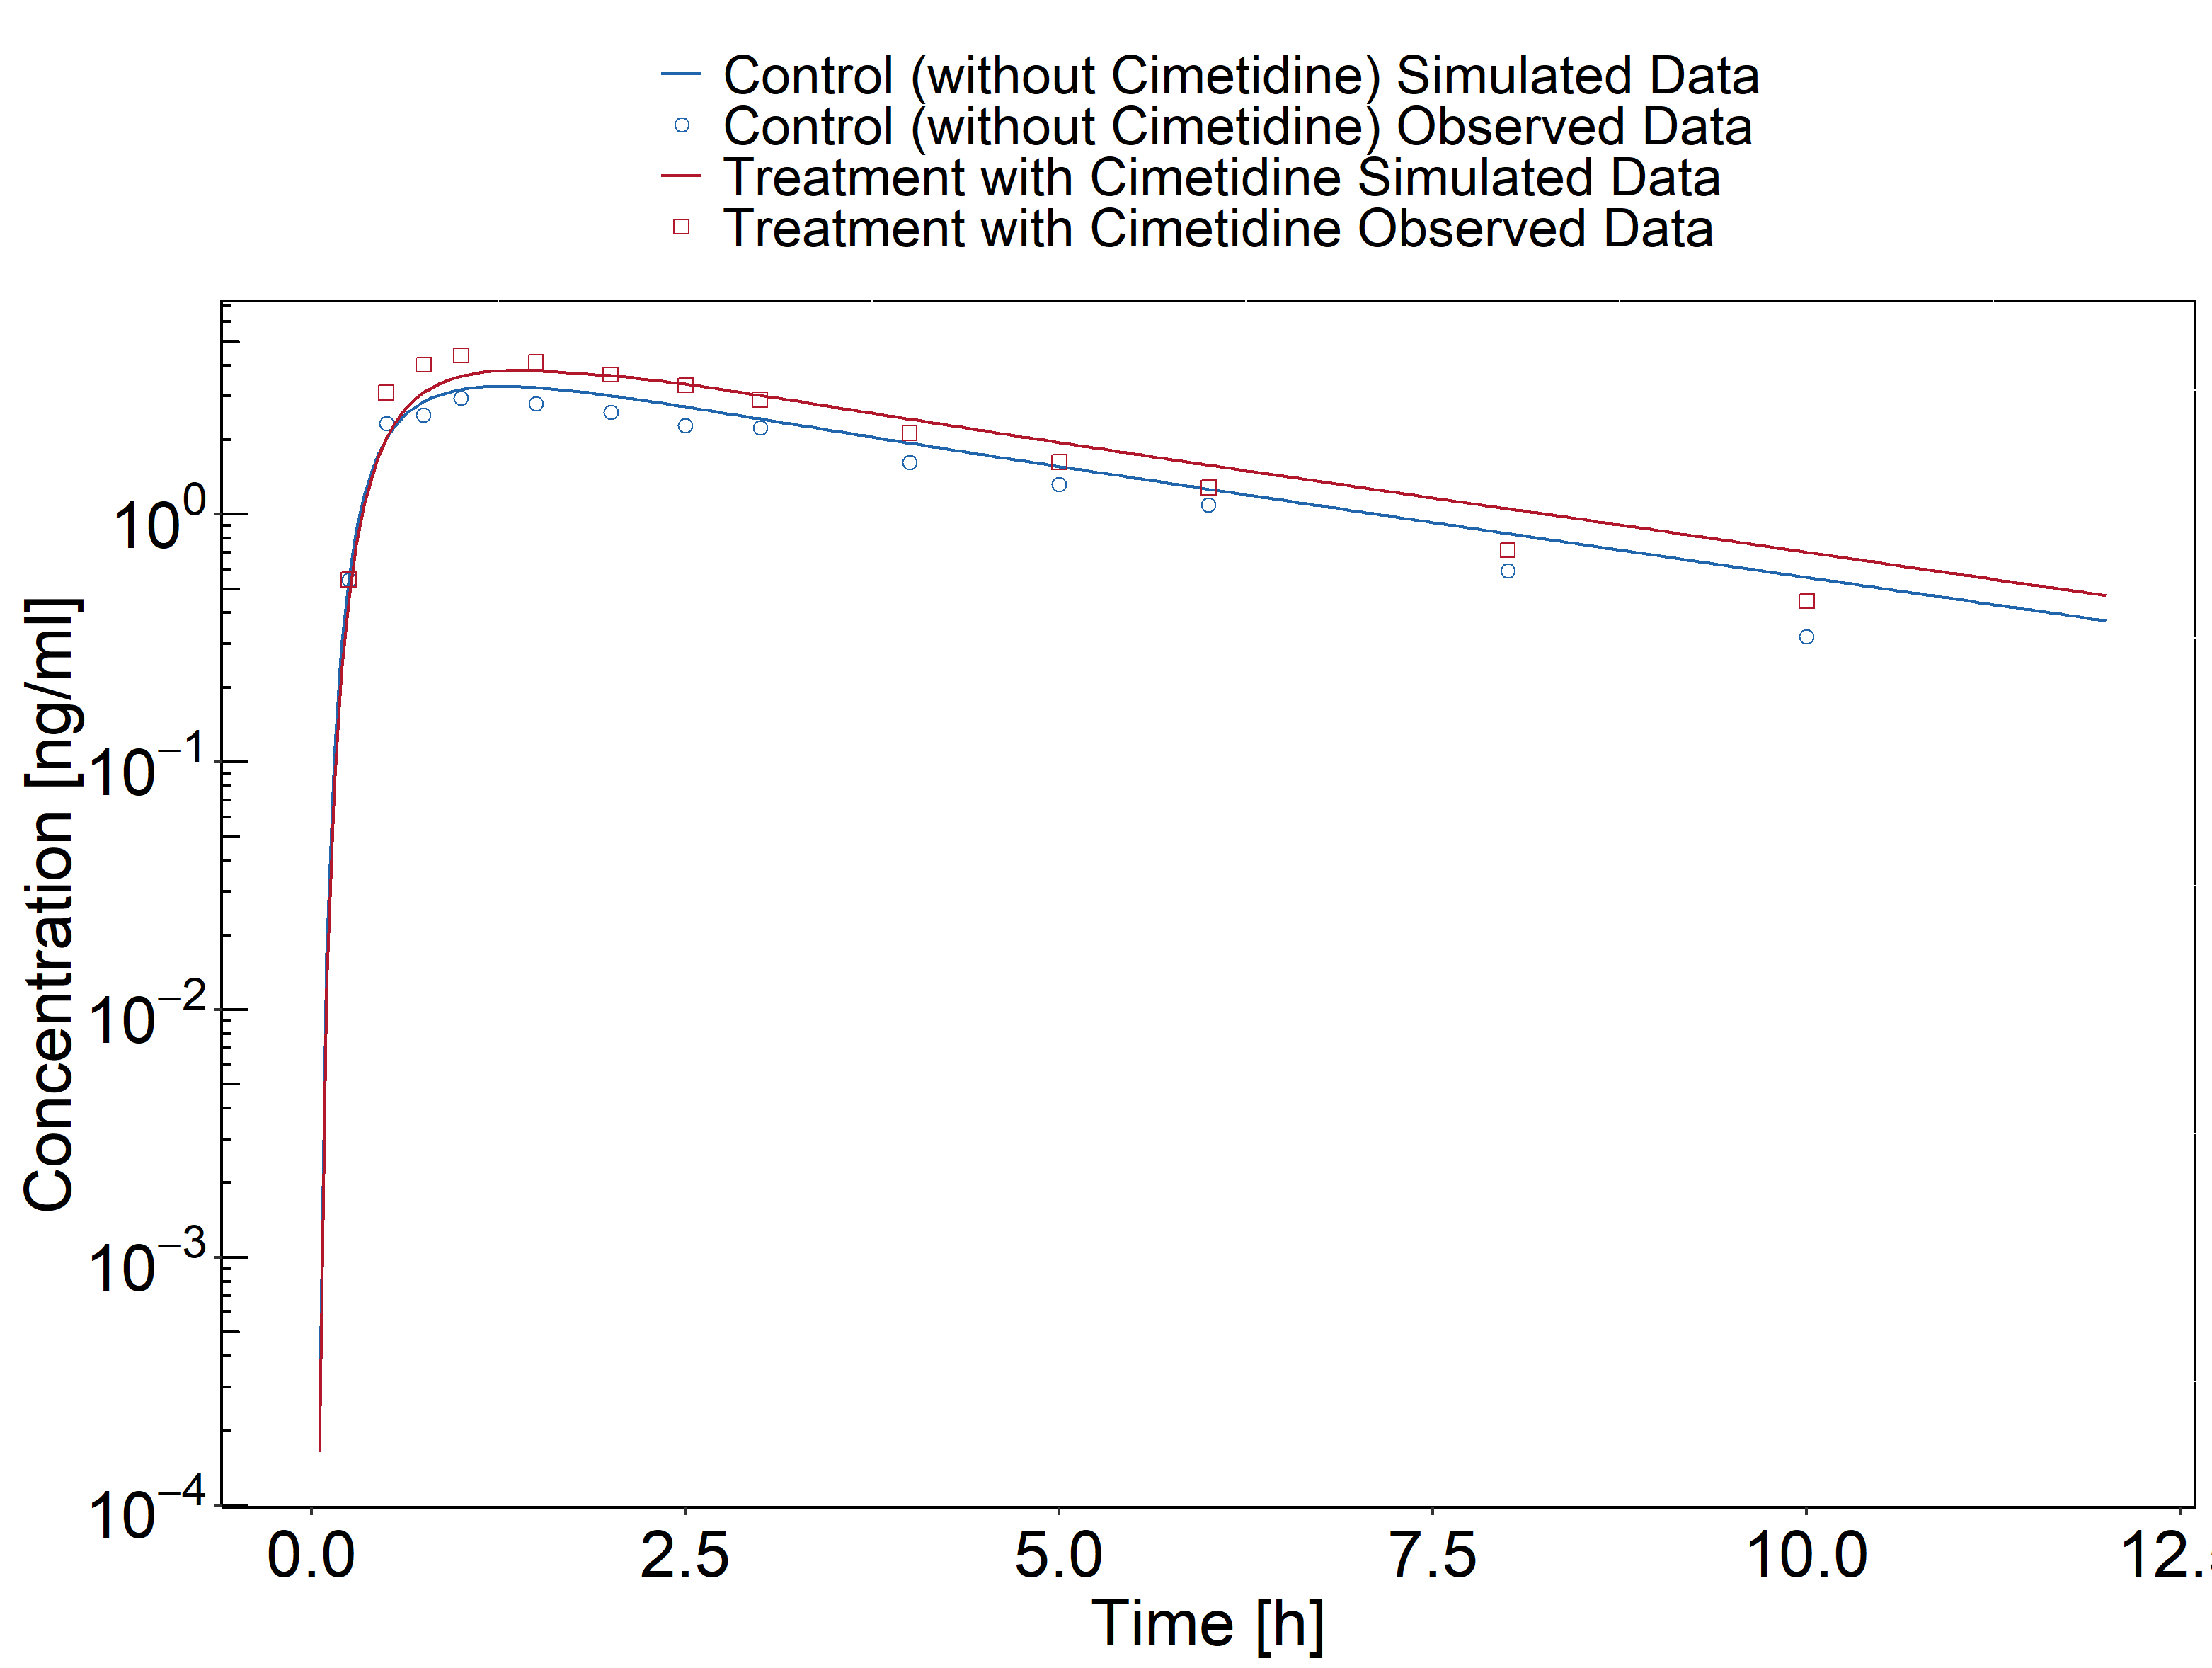 Control (without Cimetidine) Simulated Data
Control (without Cimetidine) Observed Data
Treatment with Cimetidine Simulated Data
Treatment with Cimetidine Observed Data
Concentration [ng/ml]
10⁰
10⁻¹
10⁻²
10⁻³
10⁻⁴
0.0 2.5 5.0 7.5 10.0 12.
Time [h]